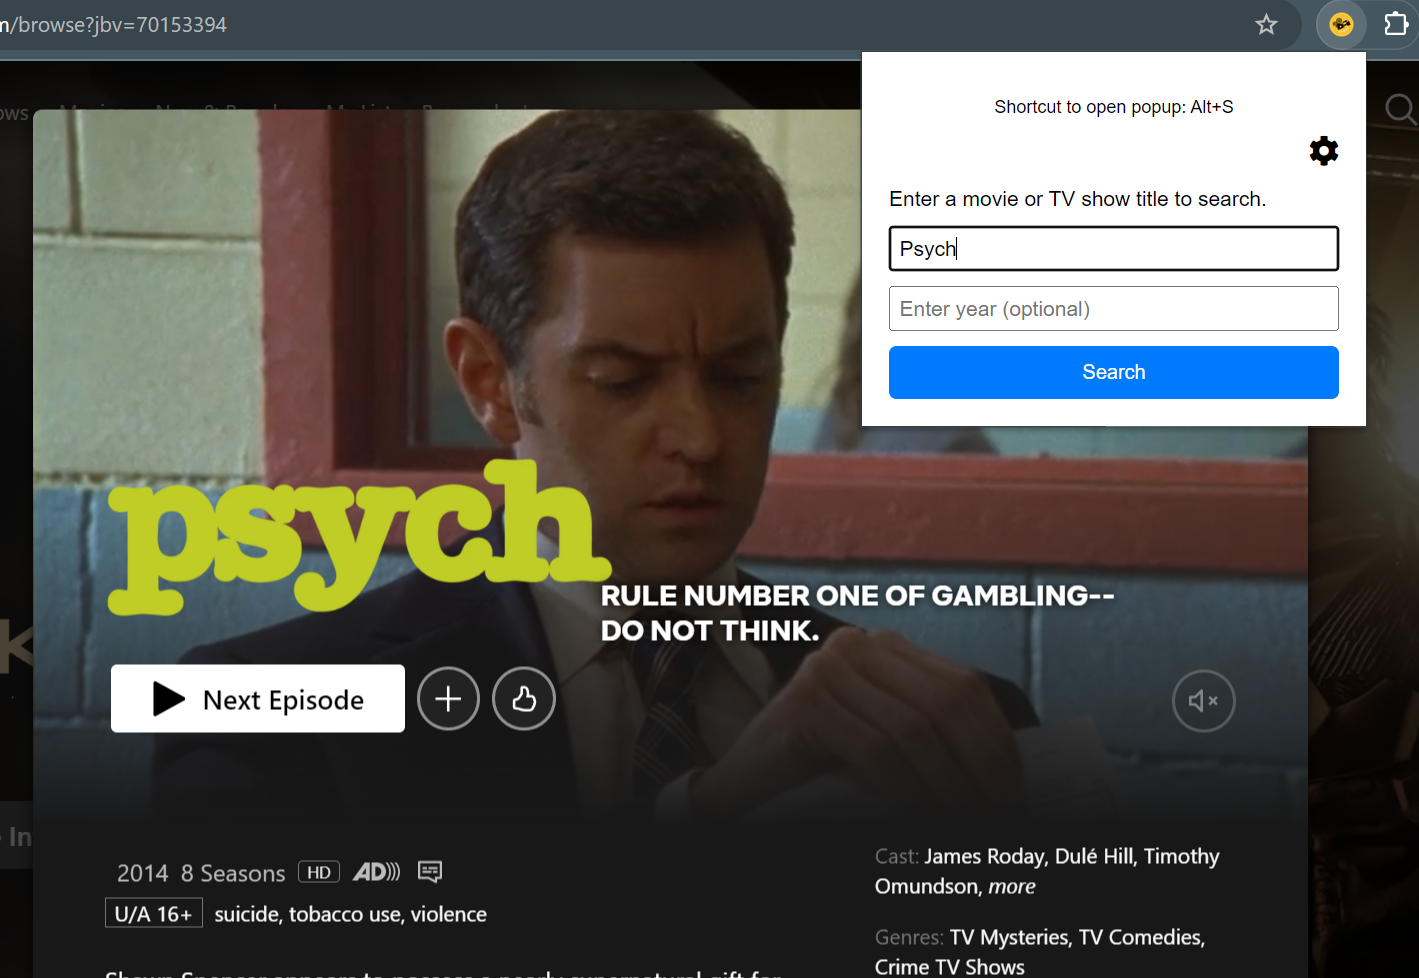 m/browse?jbv=70153394
Shortcut to open popup: Alt+S
Enter a movie or TV show title to search.
Psych
Enter year (optional)
Search
psych
RULE NUMBER ONE OF GAMBLING--
DO NOT THINK.
Next Episode
2014 8 Seasons HD AD
U/A 16+ suicide, tobacco use, violence
Cast: James Roday, Dulé Hill, Timothy
Omundson, more
Genres: TV Mysteries, TV Comedies,
Crime TV Shows